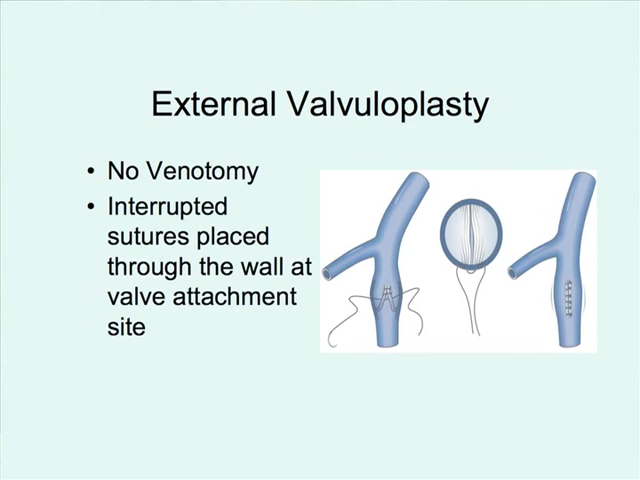 External Valvuloplasty
• No Venotomy
• Interrupted
sutures placed
through the wall at
valve attachment
site